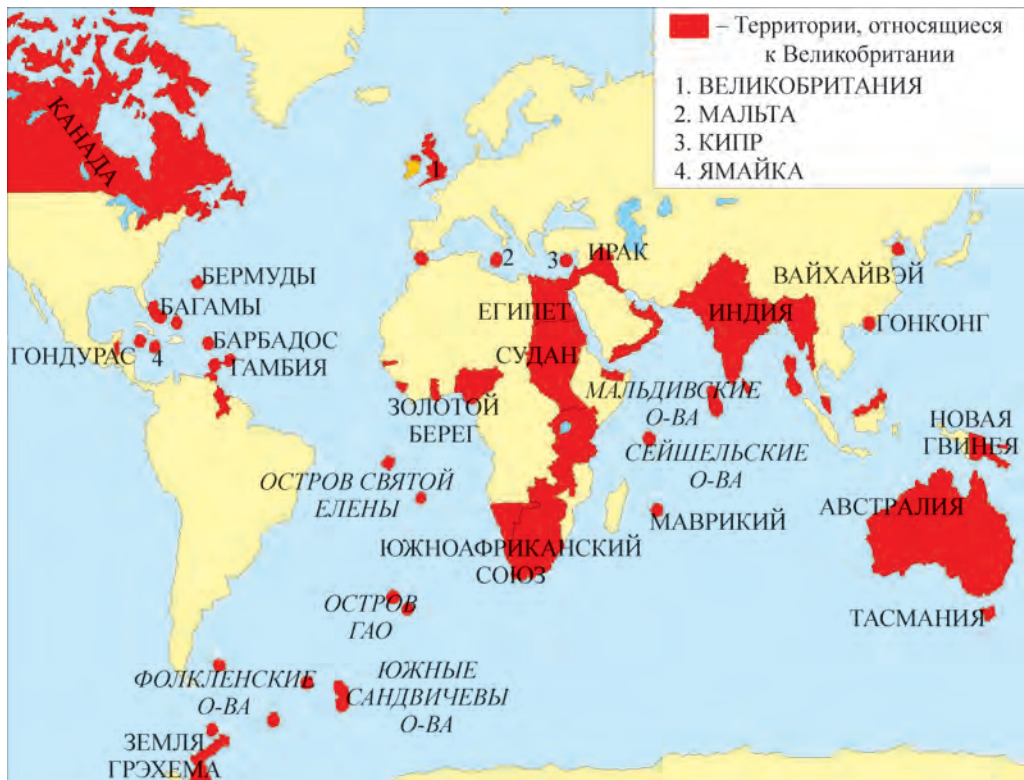 – Территории, относящиеся
к Великобритании
1. ВЕЛИКОБРИТАНИЯ
2. МАЛЬТА
3. КИПР
4. ЯМАЙКА
КАНАДА
1
БЕРМУДЫ
2
3
ИРАК
ВАЙХАЙВЭЙ
БАГАМЫ
ЕГИПЕТ
ИНДИЯ
ГОНКОНГ
ГОНДУРАС
4
БАРБАДОС
ГАМБИЯ
СУДАН
ЗОЛОТОЙ
БЕРЕГ
МАЛЬДИВСКИЕ
О-ВА
НОВАЯ
ГВИНЕЯ
СЕЙШЕЛЬСКИЕ
О-ВА
ОСТРОВ СВЯТОЙ
ЕЛЕНЫ
МАВРИКИЙ
АВСТРАЛИЯ
ЮЖНОАФРИКАНСКИЙ
СОЮЗ
ОСТРОВ
ГАО
ТАСМАНИЯ
ФОЛКЛЕНСКИЕ
О-ВА
ЮЖНЫЕ
САНДВИЧЕВЫ
О-ВА
ЗЕМЛЯ
ГРЭХЕМА